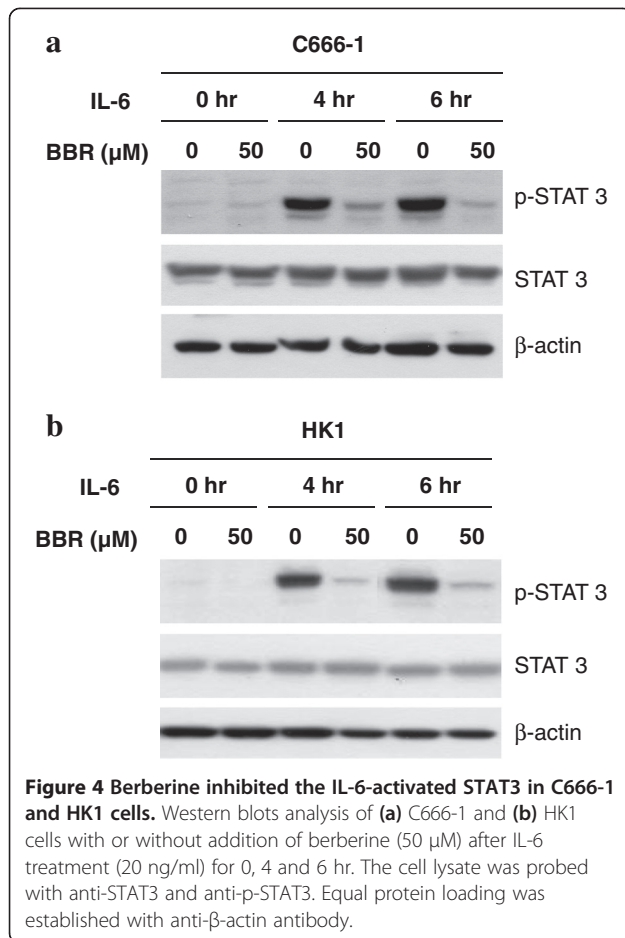 a
C666-1
IL-6 0 hr 4 hr 6 hr
BBR (µM) 0 50 0 50 0 50
p-STAT 3
STAT 3
β-actin
b
HK1
IL-6 0 hr 4 hr 6 hr
BBR (µM) 0 50 0 50 0 50
p-STAT 3
STAT 3
β-actin
Figure 4 Berberine inhibited the IL-6-activated STAT3 in C666-1
and HK1 cells. Western blots analysis of (a) C666-1 and (b) HK1
cells with or without addition of berberine (50 µM) after IL-6
treatment (20 ng/ml) for 0, 4 and 6 hr. The cell lysate was probed
with anti-STAT3 and anti-p-STAT3. Equal protein loading was
established with anti-β-actin antibody.